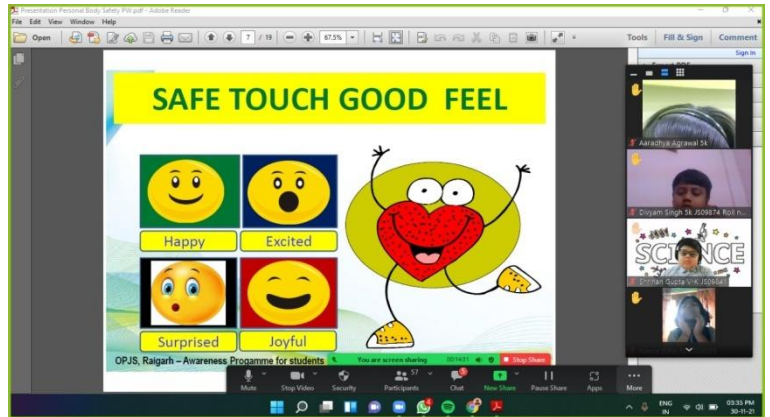 Presentation Personal Body Safety PW.pdf - Adobe Reader
File Edit View Window Help
Open
7 / 19
67.5%
Tools Fill & Sign Comment
Sign In
SAFE TOUCH GOOD FEEL
Happy Excited
Surprised Joyful
OPJS, Raigarh – Awareness Progamme for students
You are screen sharing
00:14:31
Stop Share
Aaradhya Agrawal 5k
Divyam Singh 5k JS09874 Roll n...
SCIENCE
Gupta V-K
Mute Stop Video Security Participants 57 Chat New Share Pause Share Apps More
ENG
IN
03:35 PM
30-11-21